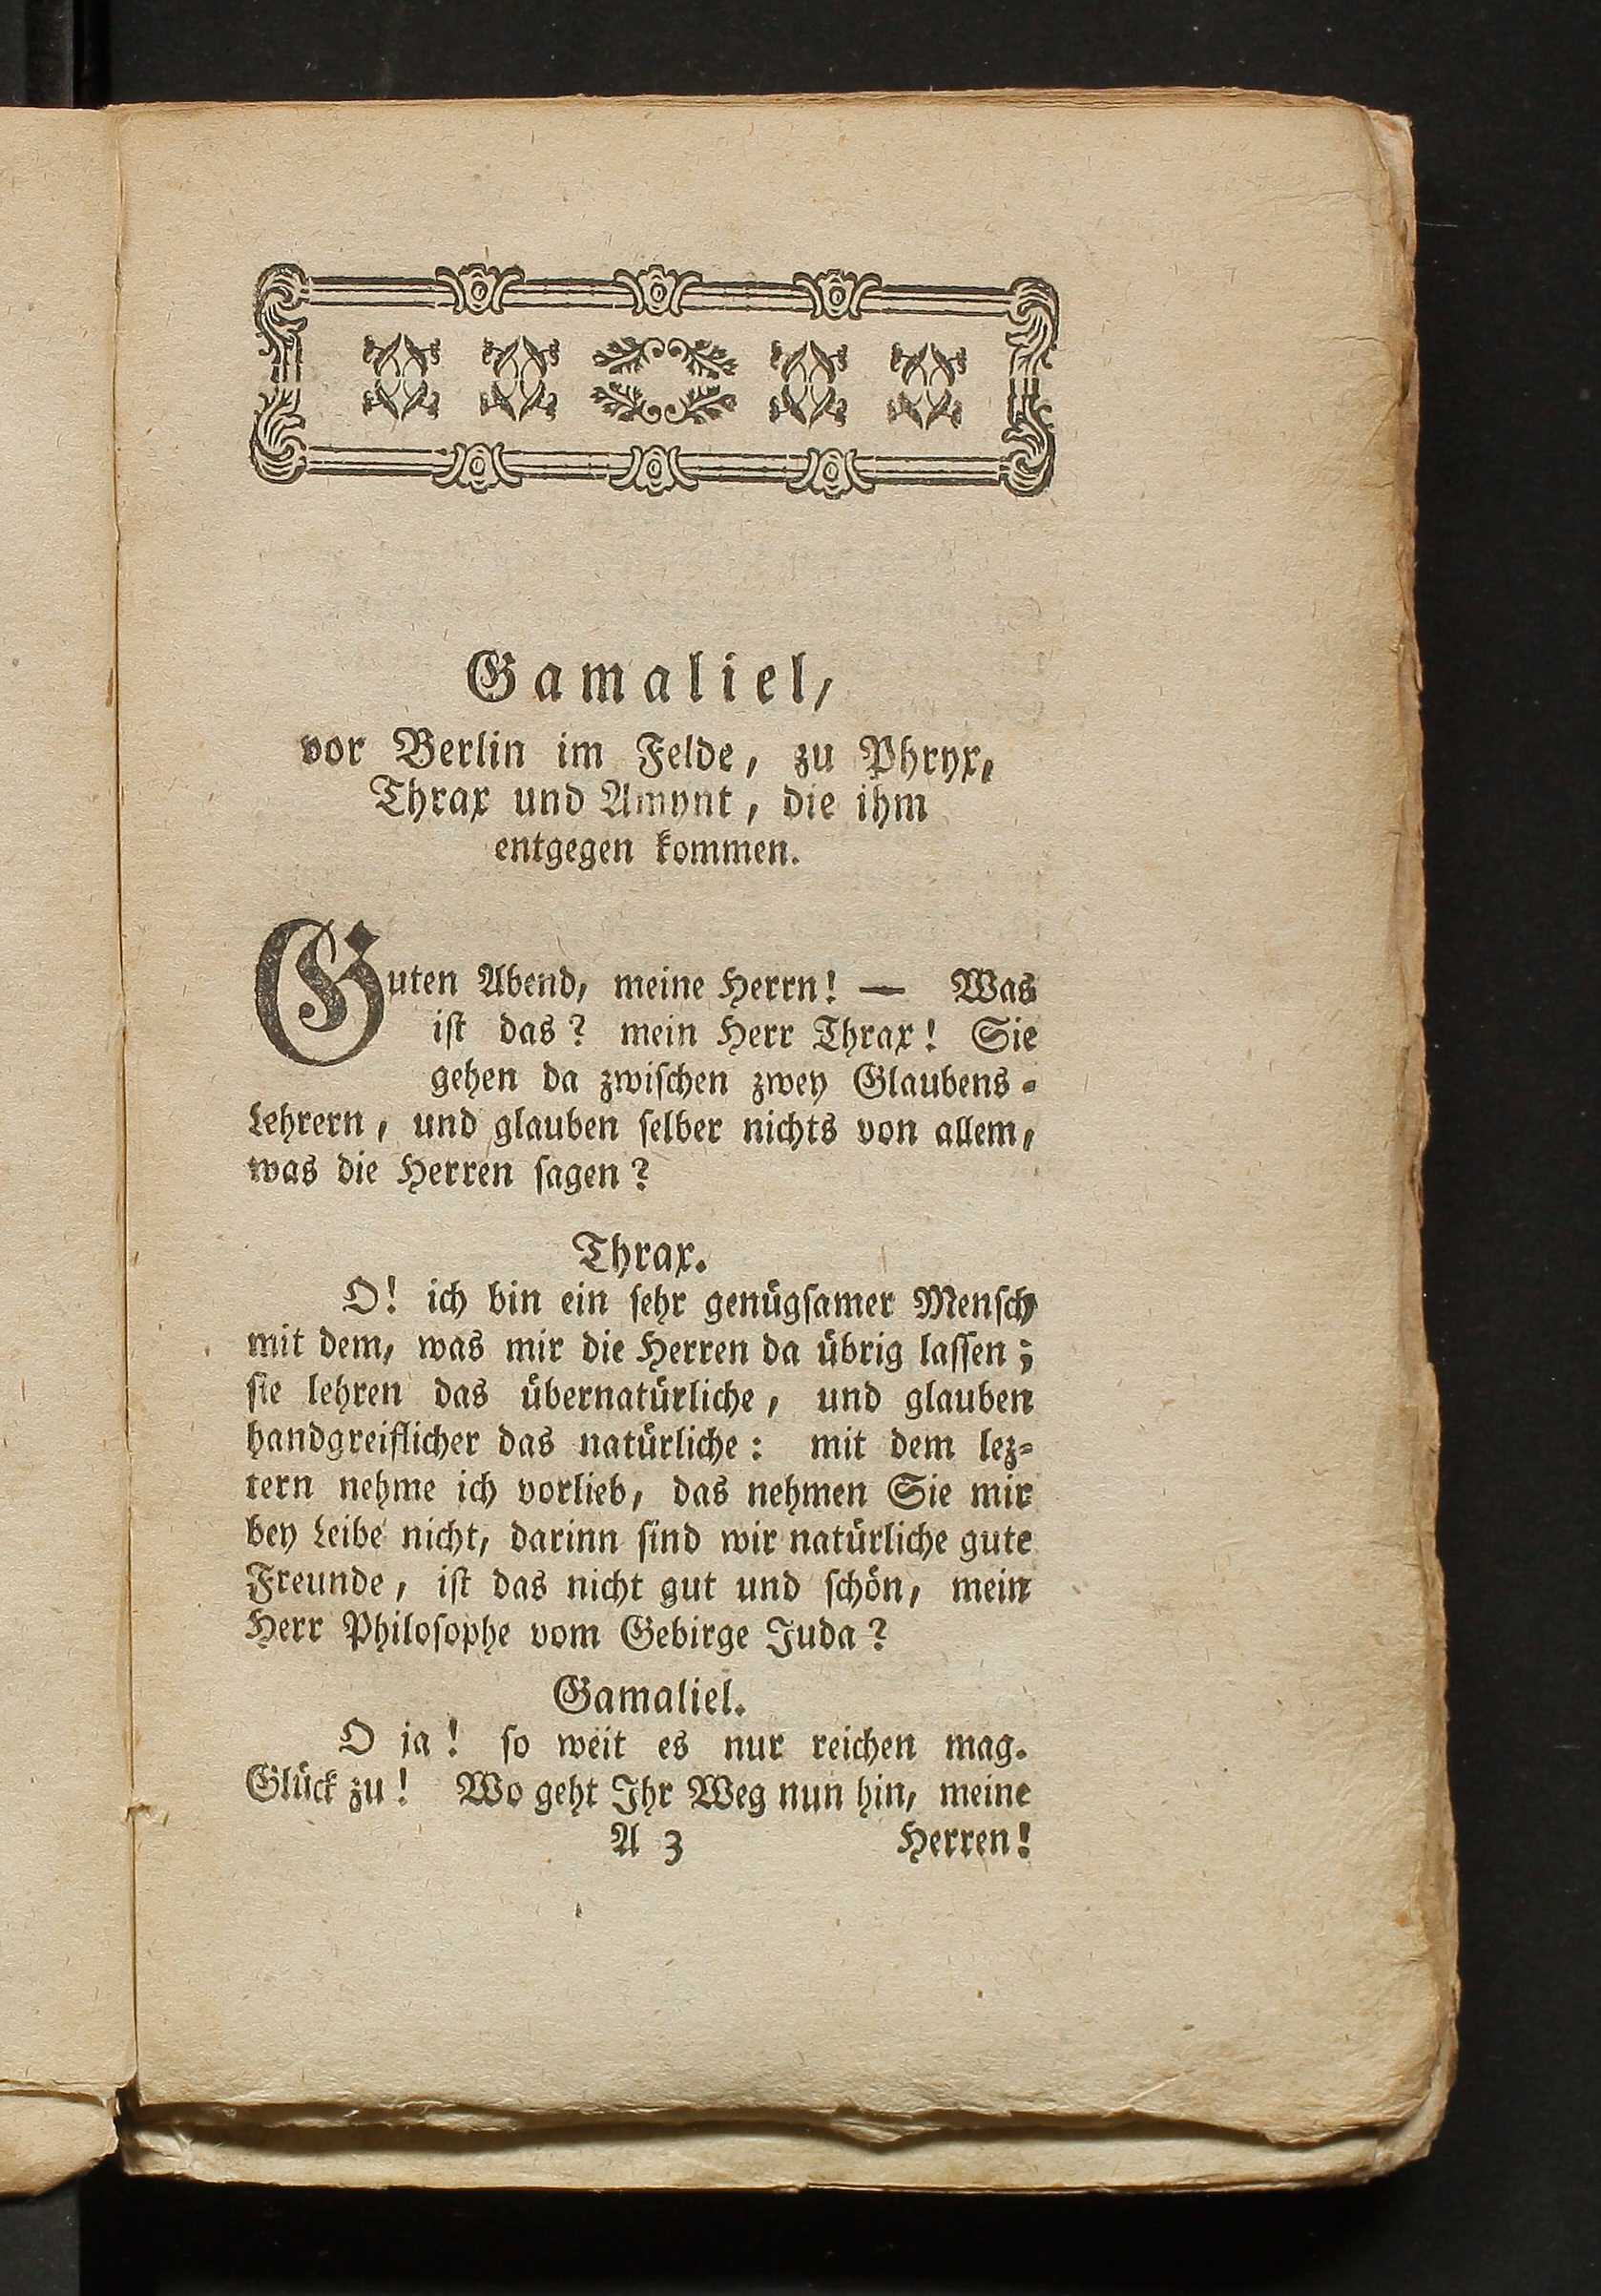 Gamaliel,
vor Berlin im Felde, zu Phryx,
Thrax und Amynt, die ihm
entgegen kommen.
Guten Abend, meine Herrn! — Was
ist das? mein Herr Thrax! Sie
gehen da zwischen zwey Glaubens-
Lehrern, und glauben selber nichts von allem,
was die Herren sagen?
Thrax.
O! ich bin ein sehr genügsamer Mensch
mit dem, was mir die Herren da übrig lassen;
sie lehren das übernatürliche, und glauben
handgreiflicher das natürliche: mit dem lez-
tern nehme ich vorlieb, das nehmen Sie mir
bey Leibe nicht, darinn sind wir natürliche gute
Freunde, ist das nicht gut und schön, mein
Herr Philosophe vom Gebirge Juda?
Gamaliel.
O ja! so weit es nur reichen mag.
Glück zu! Wo geht Ihr Weg nun hin, meine
A 3 Herren!